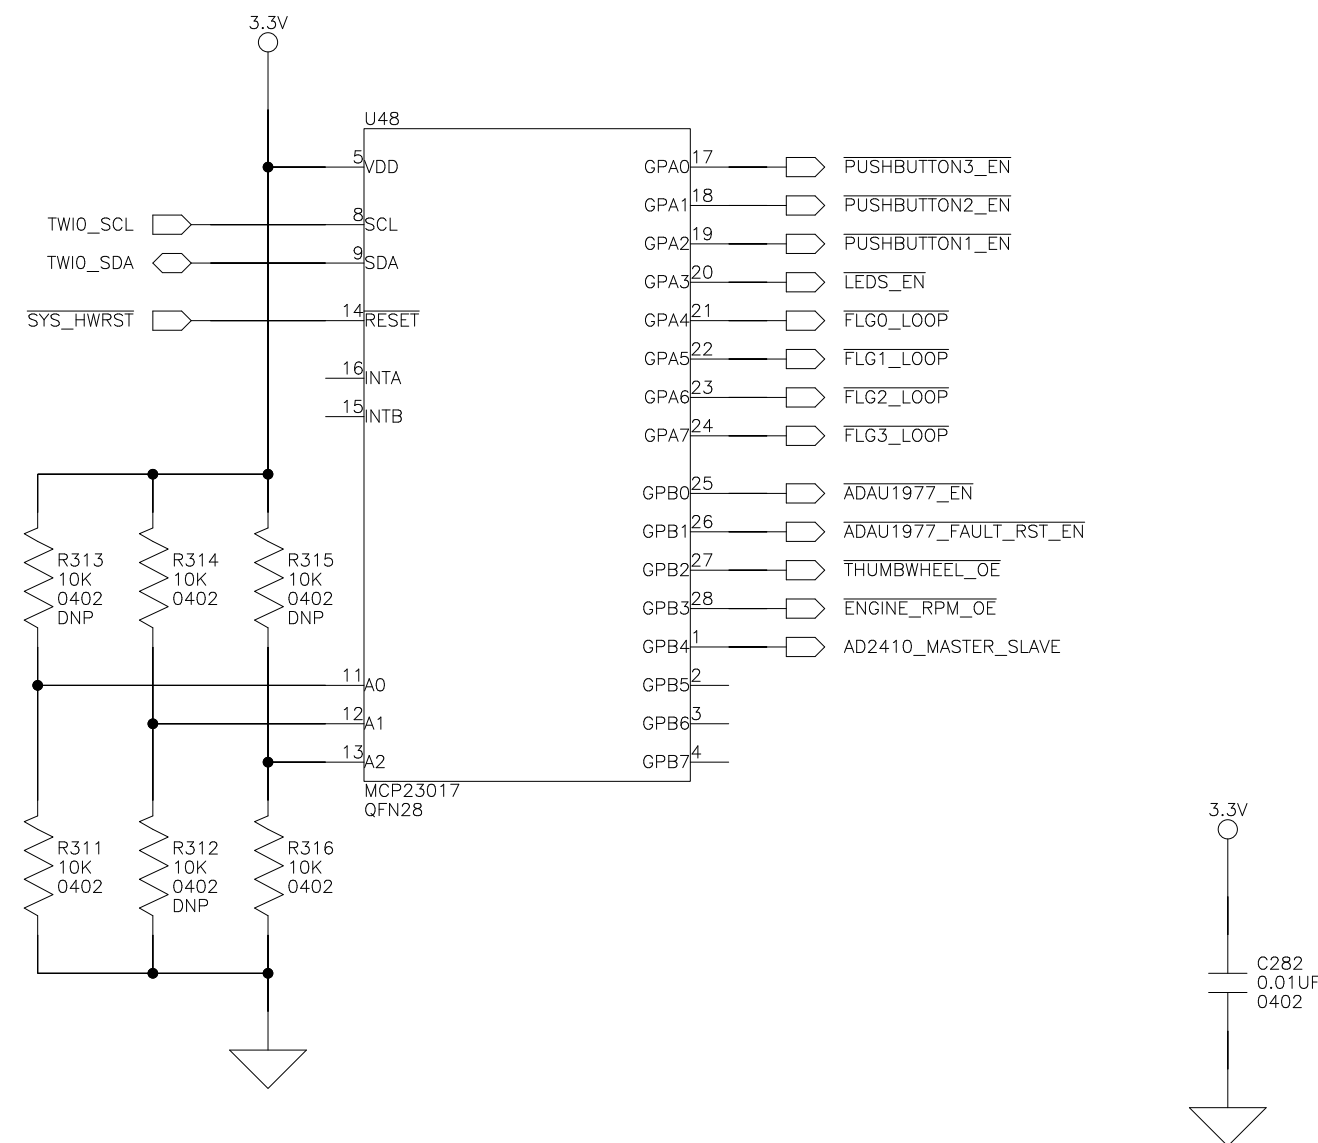 3.3V
U48
5 VDD
GPA0 17 PUSHBUTTON3_EN
GPA1 18 PUSHBUTTON2_EN
TWI0_SCL 8 SCL
GPA2 19 PUSHBUTTON1_EN
TWI0_SDA 9 SDA
GPA3 20 LEDS_EN
SYS_HWRST 14 RESET
GPA4 21 FLG0_LOOP
GPA5 22 FLG1_LOOP
16 INTA
GPA6 23 FLG2_LOOP
15 INTB
GPA7 24 FLG3_LOOP
GPB0 25 ADAU1977_EN
GPB1 26 ADAU1977_FAULT_RST_EN
GPB2 27 THUMBWHEEL_OE
GPB3 28 ENGINE_RPM_OE
GPB4 1 AD2410_MASTER_SLAVE
R313
10K
0402
DNP
R314
10K
0402
R315
10K
0402
DNP
11 A0
GPB5 2
12 A1
GPB6 3
13 A2
GPB7 4
MCP23017
QFN28
R311
10K
0402
R312
10K
0402
DNP
R316
10K
0402
3.3V
C282
0.01UF
0402